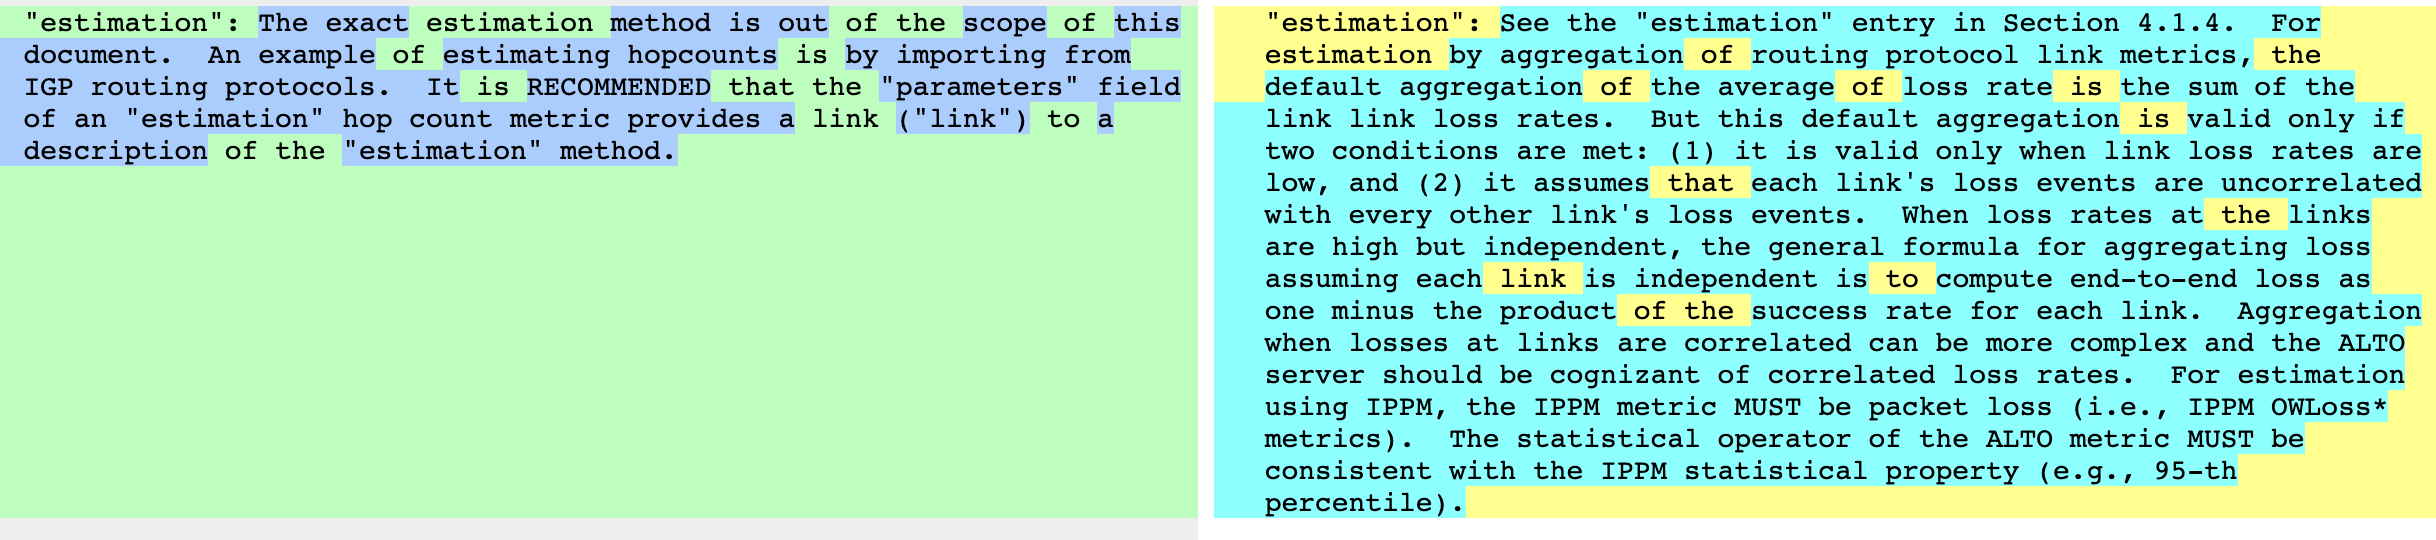 "estimation": The exact estimation method is out of the scope of this
document.  An example of estimating hopcounts is by importing from
IGP routing protocols.  It is RECOMMENDED that the "parameters" field
of an "estimation" hop count metric provides a link ("link") to a
description of the "estimation" method.
"estimation": See the "estimation" entry in Section 4.1.4.  For
estimation by aggregation of routing protocol link metrics, the
default aggregation of the average of loss rate is the sum of the
link link loss rates.  But this default aggregation is valid only if
two conditions are met: (1) it is valid only when link loss rates are
low, and (2) it assumes that each link's loss events are uncorrelated
with every other link's loss events.  When loss rates at the links
are high but independent, the general formula for aggregating loss
assuming each link is independent is to compute end-to-end loss as
one minus the product of the success rate for each link.  Aggregation
when losses at links are correlated can be more complex and the ALTO
server should be cognizant of correlated loss rates.  For estimation
using IPPM, the IPPM metric MUST be packet loss (i.e., IPPM OWLoss*
metrics).  The statistical operator of the ALTO metric MUST be
consistent with the IPPM statistical property (e.g., 95-th
percentile).